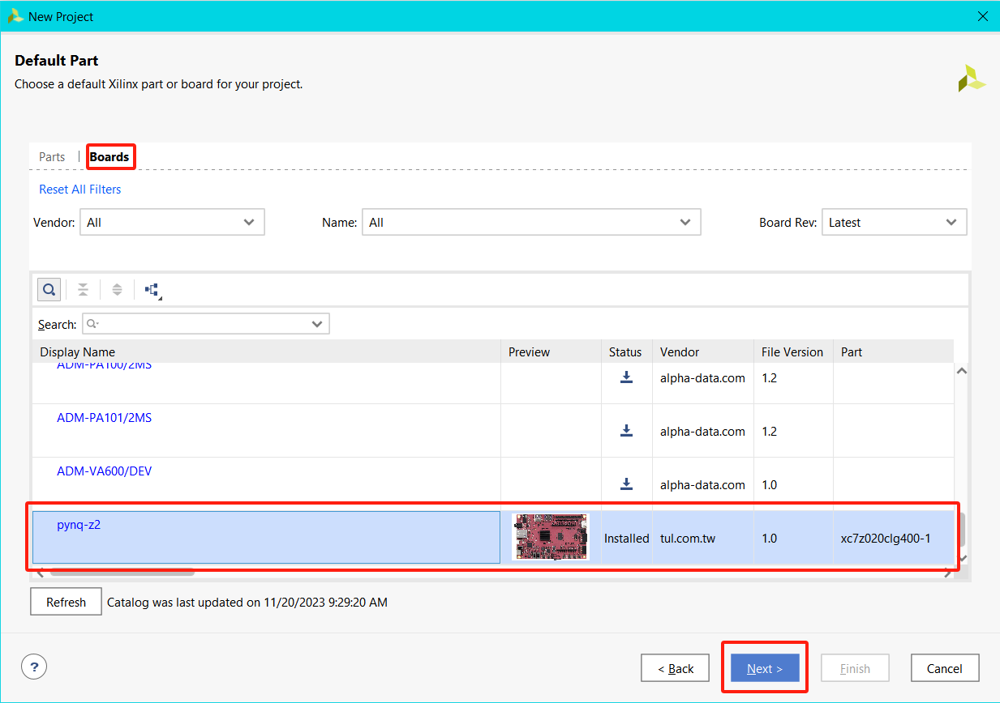 New Project
Default Part
Choose a default Xilinx part or board for your project.
Parts | Boards
Reset All Filters
Vendor: All Name: All Board Rev: Latest
Search:
Display Name Preview Status Vendor File Version Part
ADM-PA100/2MS alpha-data.com 1.2
ADM-PA101/2MS alpha-data.com 1.2
ADM-VA600/DEV alpha-data.com 1.0
pynq-z2 Installed tul.com.tw 1.0 xc7z020clg400-1
Refresh Catalog was last updated on 11/20/2023 9:29:20 AM
? < Back Next > Finish Cancel